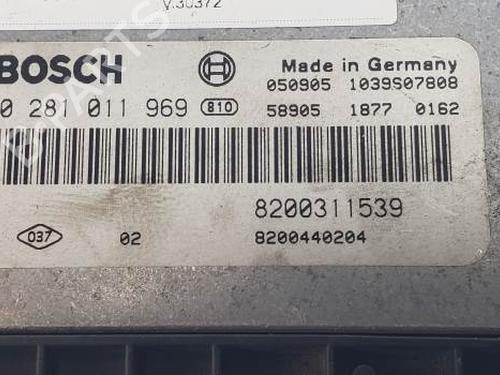 V.30372
BOSCH
Made in Germany
050905 1039S07808
0 281 011 969 810
58905 1877 0162
8200311539
037 02 8200440204